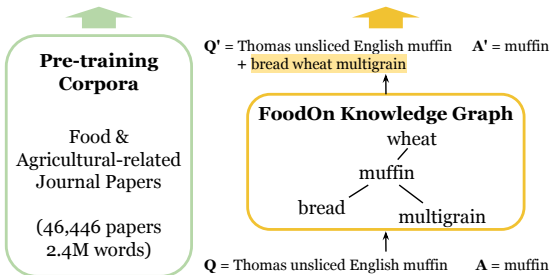 Pre-training
Corpora
Food &
Agricultural-related
Journal Papers
(46,446 papers
2.4M words)
Q' = Thomas unsliced English muffin
+ bread wheat multigrain
A' = muffin
FoodOn Knowledge Graph
wheat
muffin
bread
multigrain
Q = Thomas unsliced English muffin
A = muffin